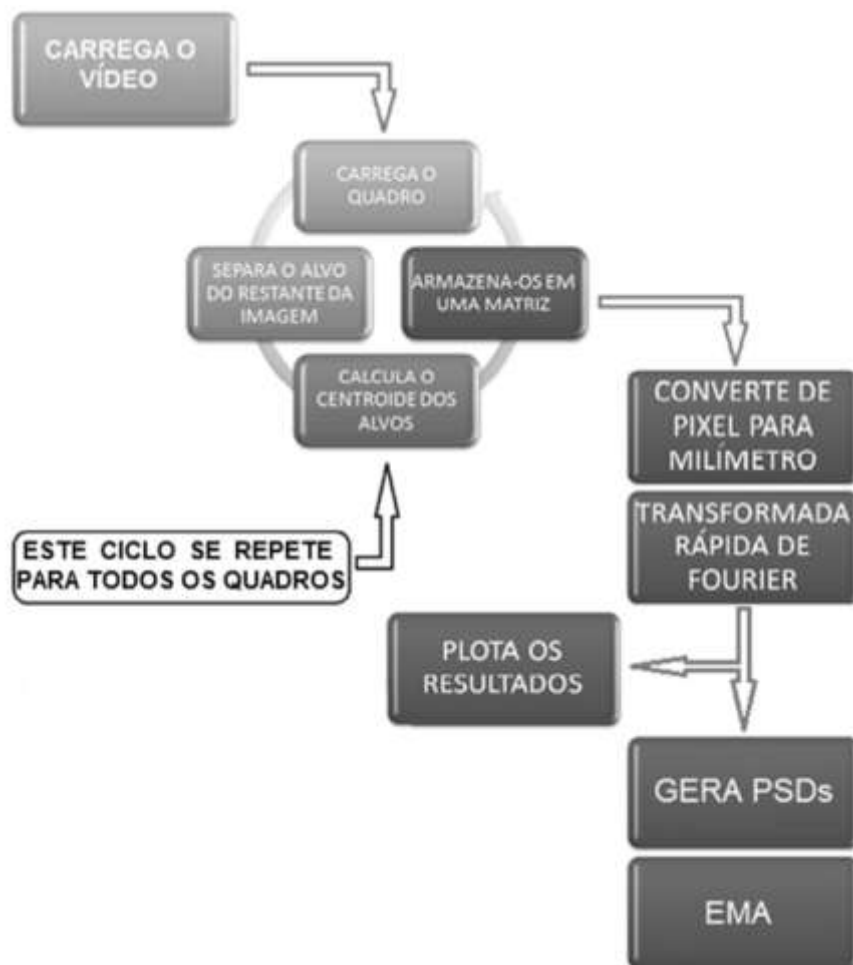 CARREGA O
VÍDEO
CARREGA O
QUADRO
SEPARA O ALVO
DO RESTANTE DA
IMAGEM
ARMAZENA-OS EM
UMA MATRIZ
CALCULA O
CENTROIDE DOS
ALVOS
ESTE CICLO SE REPETE
PARA TODOS OS QUADROS
CONVERTE DE
PIXEL PARA
MILÍMETRO
TRANSFORMADA
RÁPIDA DE
FOURIER
PLOTA OS
RESULTADOS
GERA PSDs
EMA